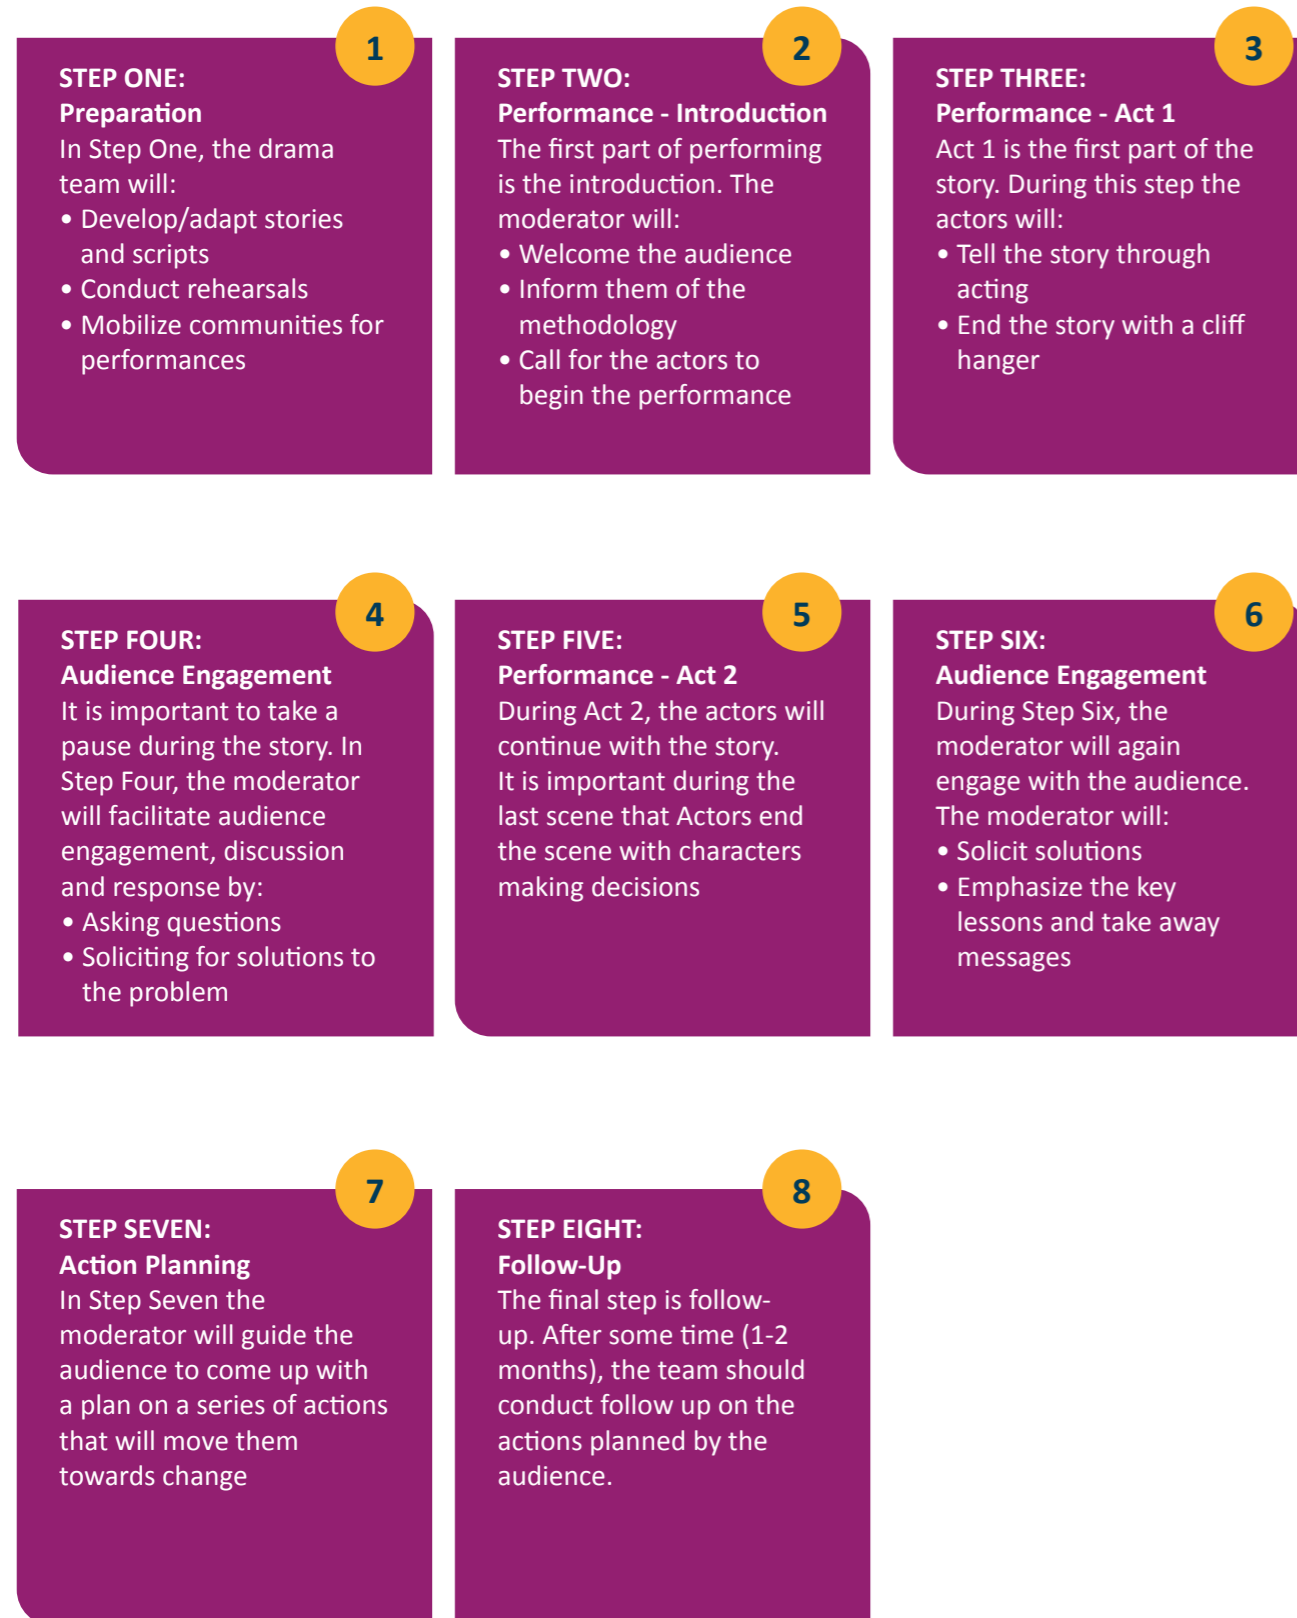 1
STEP ONE:
Preparation
In Step One, the drama
team will:
• Develop/adapt stories
and scripts
• Conduct rehearsals
• Mobilize communities for
performances
2
STEP TWO:
Performance - Introduction
The first part of performing
is the introduction. The
moderator will:
• Welcome the audience
• Inform them of the
methodology
• Call for the actors to
begin the performance
3
STEP THREE:
Performance - Act 1
Act 1 is the first part of the
story. During this step the
actors will:
• Tell the story through
acting
• End the story with a cliff
hanger
4
STEP FOUR:
Audience Engagement
It is important to take a
pause during the story. In
Step Four, the moderator
will facilitate audience
engagement, discussion
and response by:
• Asking questions
• Soliciting for solutions to
the problem
5
STEP FIVE:
Performance - Act 2
During Act 2, the actors will
continue with the story.
It is important during the
last scene that Actors end
the scene with characters
making decisions
6
STEP SIX:
Audience Engagement
During Step Six, the
moderator will again
engage with the audience.
The moderator will:
• Solicit solutions
• Emphasize the key
lessons and take away
messages
7
STEP SEVEN:
Action Planning
In Step Seven the
moderator will guide the
audience to come up with
a plan on a series of actions
that will move them
towards change
8
STEP EIGHT:
Follow-Up
The final step is follow-
up. After some time (1-2
months), the team should
conduct follow up on the
actions planned by the
audience.